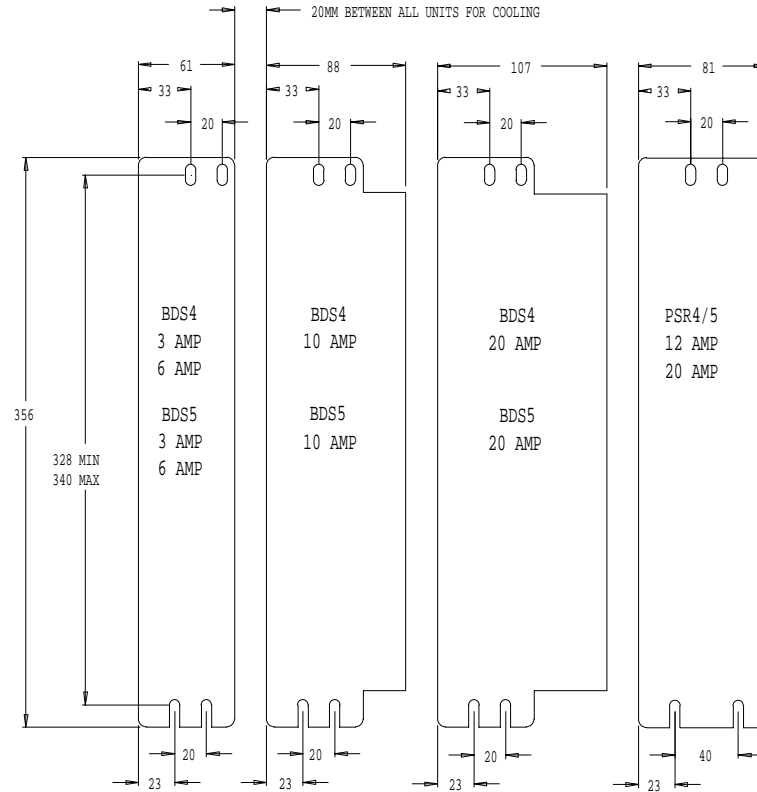 20MM BETWEEN ALL UNITS FOR COOLING
61
88
107
81
33
33
33
33
20
20
20
20
BDS4
3 AMP
6 AMP
BDS5
3 AMP
6 AMP
BDS4
10 AMP
BDS5
10 AMP
BDS4
20 AMP
BDS5
20 AMP
PSR4/5
12 AMP
20 AMP
356
328 MIN
340 MAX
20
20
20
40
23
23
23
23